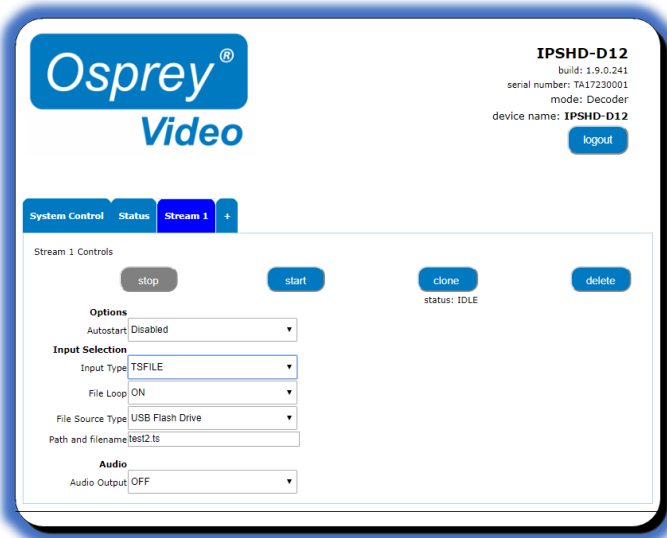 Osprey®
Video
IPSHD-D12
build: 1.9.0.241
serial number: TA17230001
mode: Decoder
device name: IPSHD-D12
logout
System Control Status Stream 1 +
Stream 1 Controls
stop start clone delete
status: IDLE
Options
Autostart Disabled
Input Selection
Input Type TSFILE
File Loop ON
File Source Type USB Flash Drive
Path and filename test2.ts
Audio
Audio Output OFF